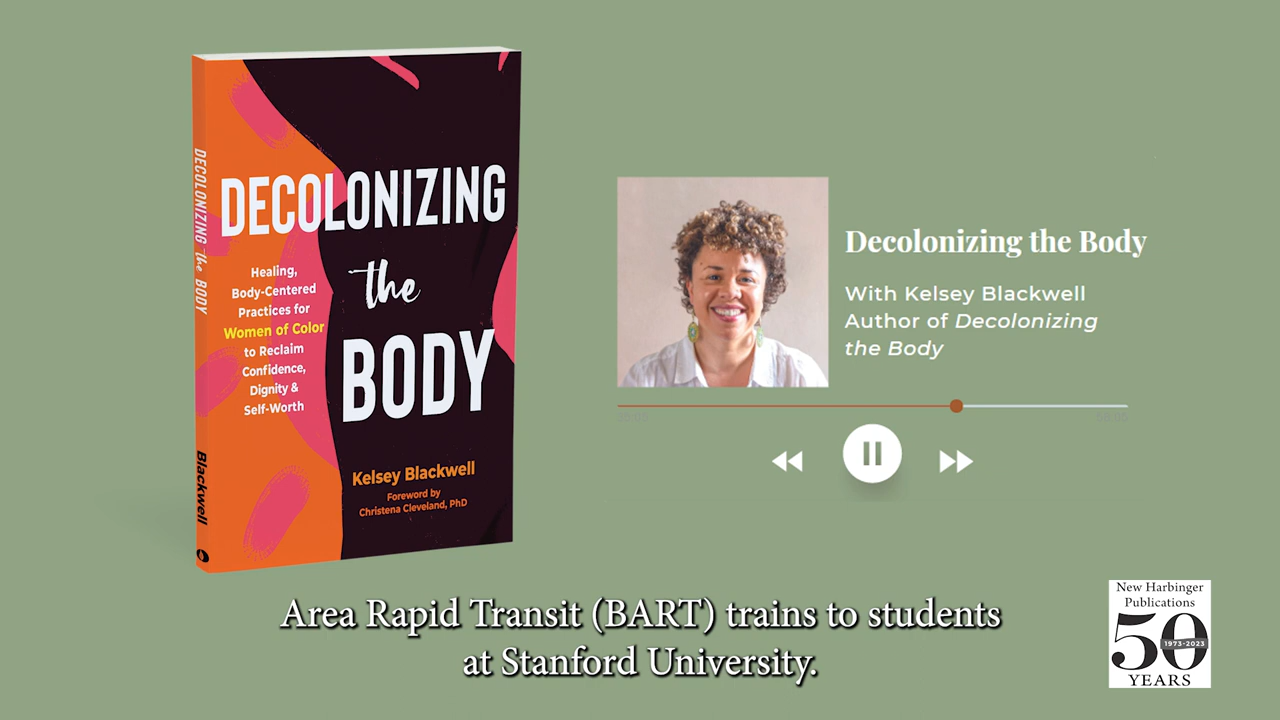 DECOLONIZING
the
BODY
Healing,
Body-Centered
Practices for
Women of Color
to Reclaim
Confidence,
Dignity &
Self-Worth
Kelsey Blackwell
Foreword by
Christena Cleveland, PhD
DECOLONIZING the BODY
Blackwell
Decolonizing the Body
With Kelsey Blackwell
Author of Decolonizing
the Body
Area Rapid Transit (BART) trains to students
at Stanford University.
New Harbinger
Publications
50
1973-2023
YEARS